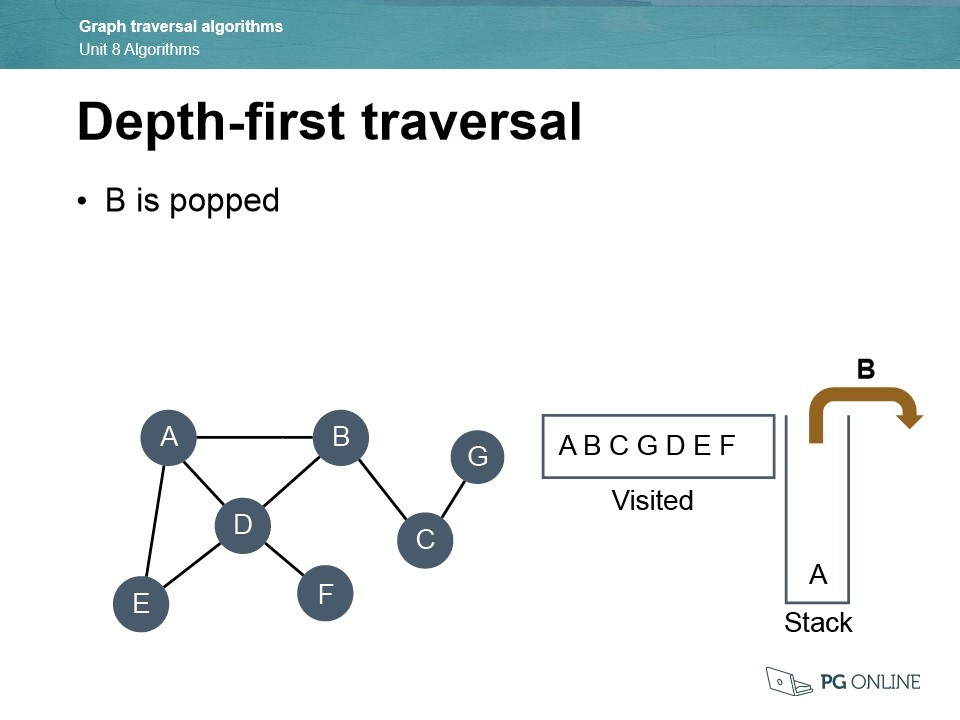 Graph traversal algorithms
Unit 8 Algorithms
Depth-first traversal
• B is popped
B
A
B
G
D
C
E
F
A B C G D E F
Visited
A
Stack
PG ONLINE